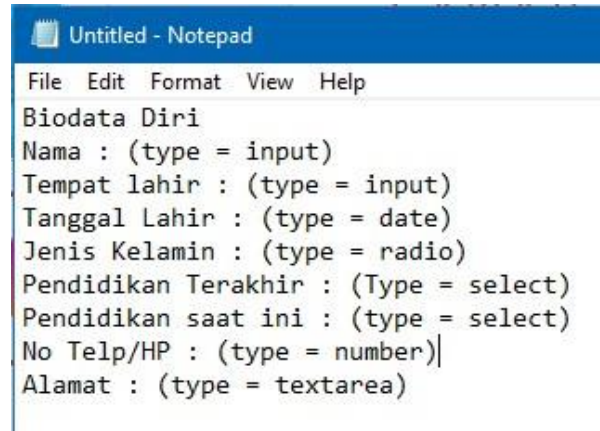 Untitled - Notepad
File Edit Format View Help
Biodata Diri
Nama : (type = input)
Tempat lahir : (type = input)
Tanggal Lahir : (type = date)
Jenis Kelamin : (type = radio)
Pendidikan Terakhir : (Type = select)
Pendidikan saat ini : (type = select)
No Telp/HP : (type = number)
Alamat : (type = textarea)